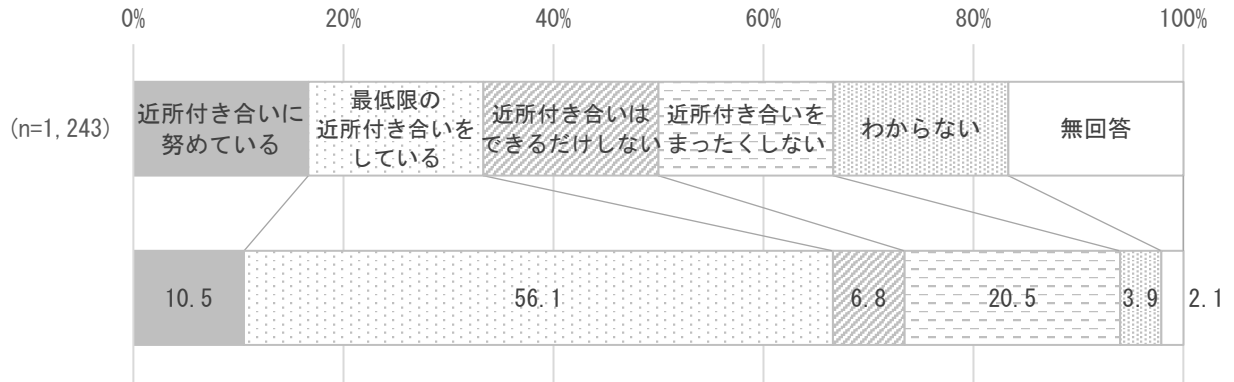 0% 20% 40% 60% 80% 100%
(n=1,243)
近所付き合いに
努めている
最低限の
近所付き合いを
している
近所付き合いは
できるだけしない
近所付き合いを
まったくしない
わからない
無回答
10.5 56.1 6.8 20.5 3.9 2.1